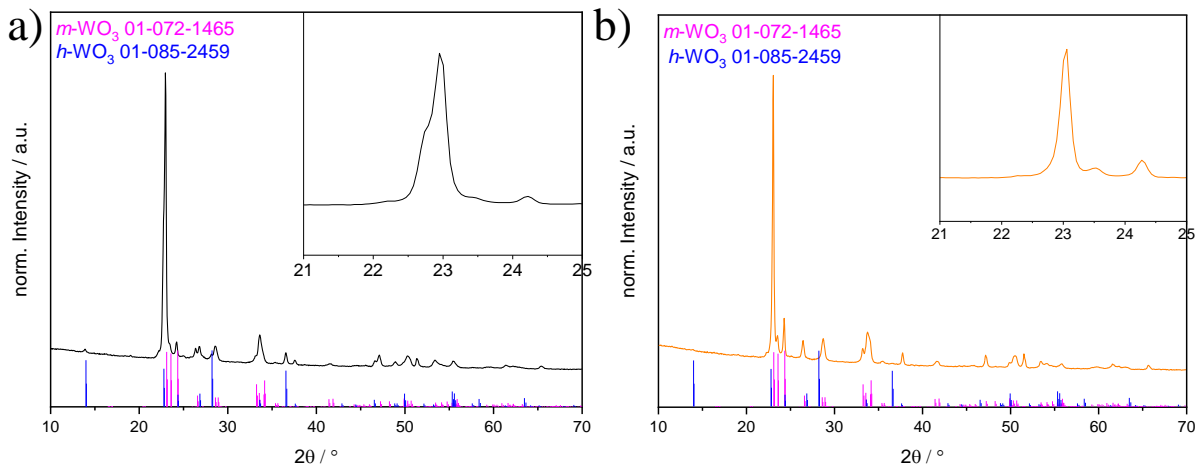 a)
m-WO3 01-072-1465
h-WO3 01-085-2459
norm. Intensity / a.u.
21 22 23 24 25
10 20 30 40 50 60 70
2θ / °
b)
m-WO3 01-072-1465
h-WO3 01-085-2459
norm. Intensity / a.u.
21 22 23 24 25
10 20 30 40 50 60 70
2θ / °